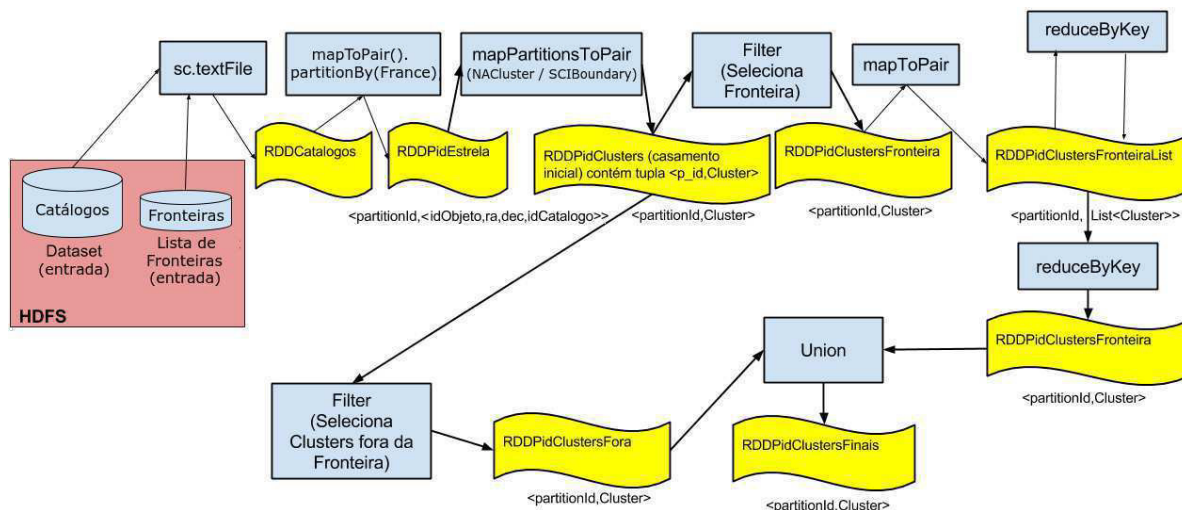 sc.textFile
mapToPair().
partitionBy(France)
mapPartitionsToPair
(NACluster / SCIBoundary)
Filter
(Seleciona
Fronteira)
mapToPair
reduceByKey
RDDCatalogos
RDDPidEstrela
RDDPidClusters (casamento
inicial) contém tupla <p_id,Cluster>
RDDPidClustersFronteira
RDDPidClustersFronteiraList
<partitionId,<idObjeto,ra,dec,idCatalogo>>
<partitionId,Cluster>
<partitionId,Cluster>
<partitionId, List<Cluster>>
Catálogos
Fronteiras
Dataset
(entrada)
Lista de
Fronteiras
(entrada)
HDFS
reduceByKey
RDDPidClustersFronteira
<partitionId,Cluster>
Union
Filter
(Seleciona
Clusters fora da
Fronteira)
RDDPidClustersFora
<partitionId,Cluster>
RDDPidClustersFinais
<partitionId,Cluster>